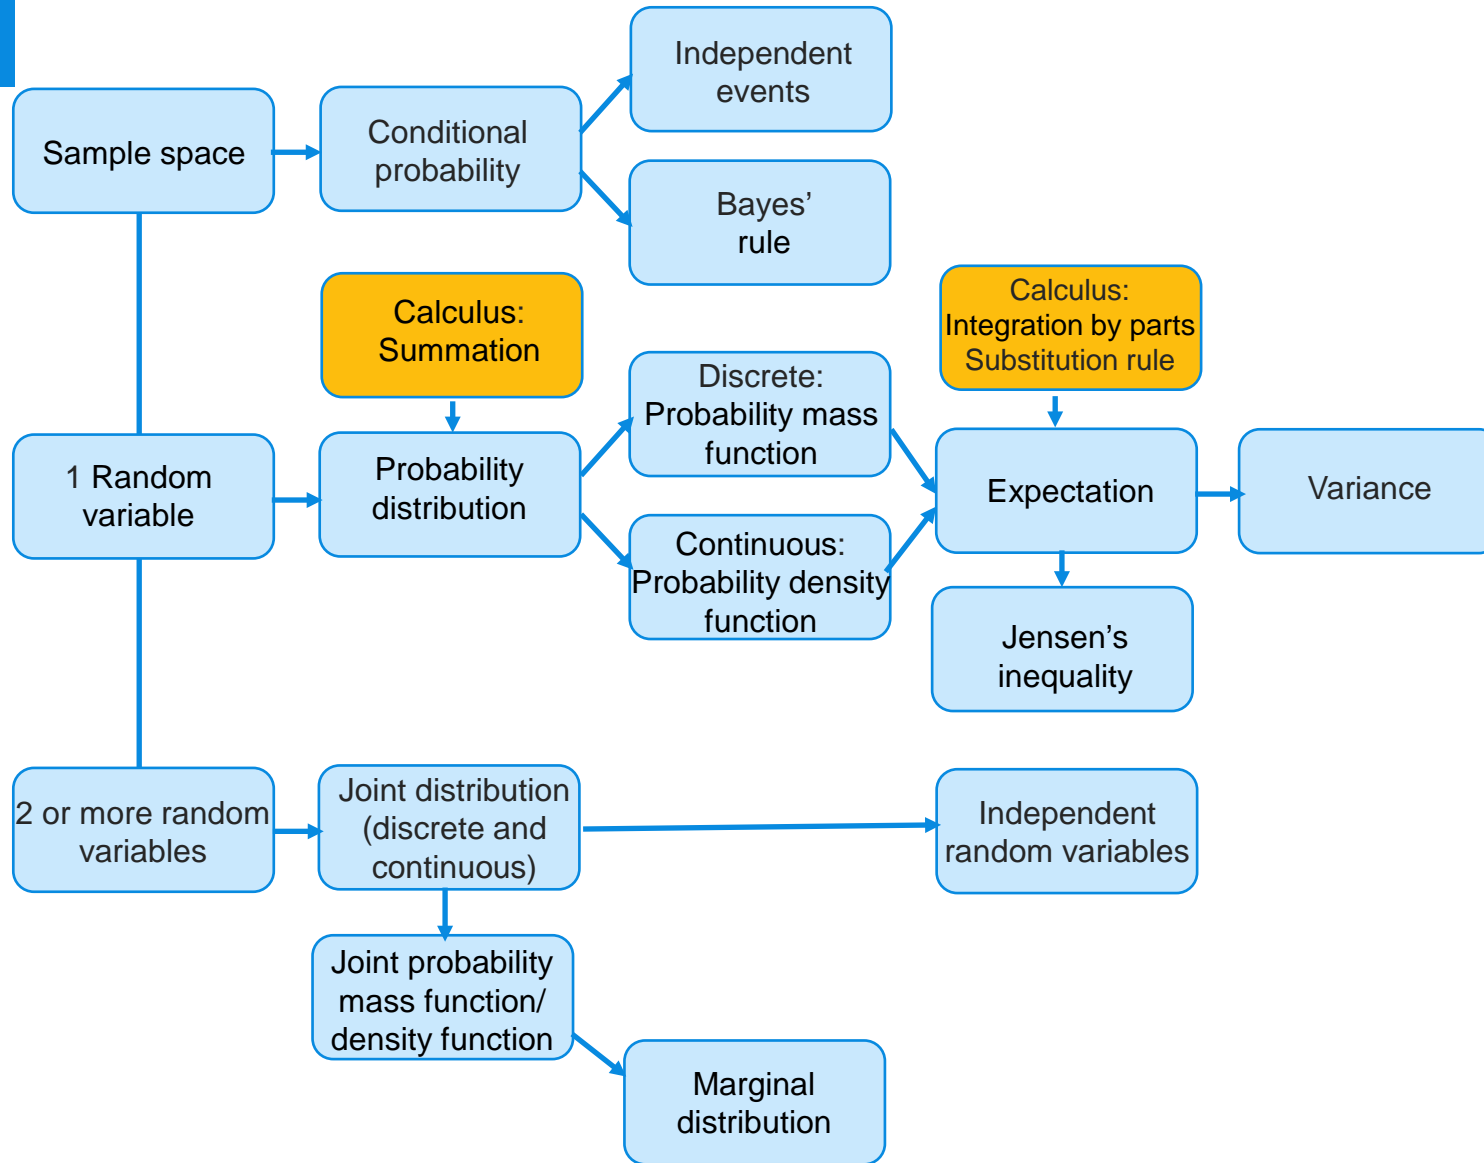 Independent
events
Sample space
Conditional
probability
Bayes’
rule
Calculus:
Summation
Calculus:
Integration by parts
Substitution rule
Discrete:
Probability mass
function
1 Random
variable
Probability
distribution
Expectation
Variance
Continuous:
Probability density
function
Jensen’s
inequality
2 or more random
variables
Joint distribution
(discrete and
continuous)
Independent
random variables
Joint probability
mass function/
density function
Marginal
distribution